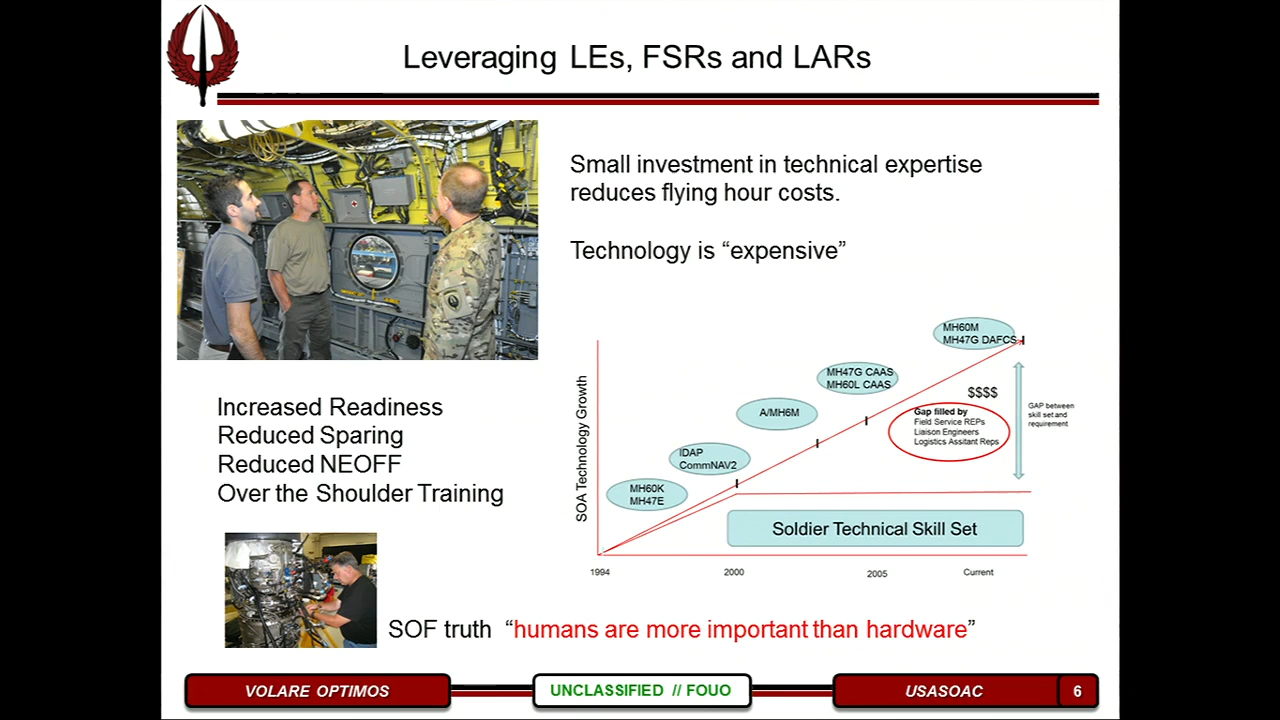 Leveraging LEs, FSRs and LARs
Small investment in technical expertise
reduces flying hour costs.
Technology is “expensive”
Increased Readiness
Reduced Sparing
Reduced NEOFF
Over the Shoulder Training
SOA Technology Growth
MH60M
MH47G DAFCS
MH47G CAAS
MH60L CAAS
A/MH6M
IDAP
CommNAV2
MH60K
MH47E
$$$$
Gap filled by
Field Service REPs
Liaison Engineers
Logistics Assitant Reps
GAP between
skill set and
requirement
Soldier Technical Skill Set
1994
2000
2005
Current
SOF truth “humans are more important than hardware”
VOLARE OPTIMOS
UNCLASSIFIED // FOUO
USASOAC
6